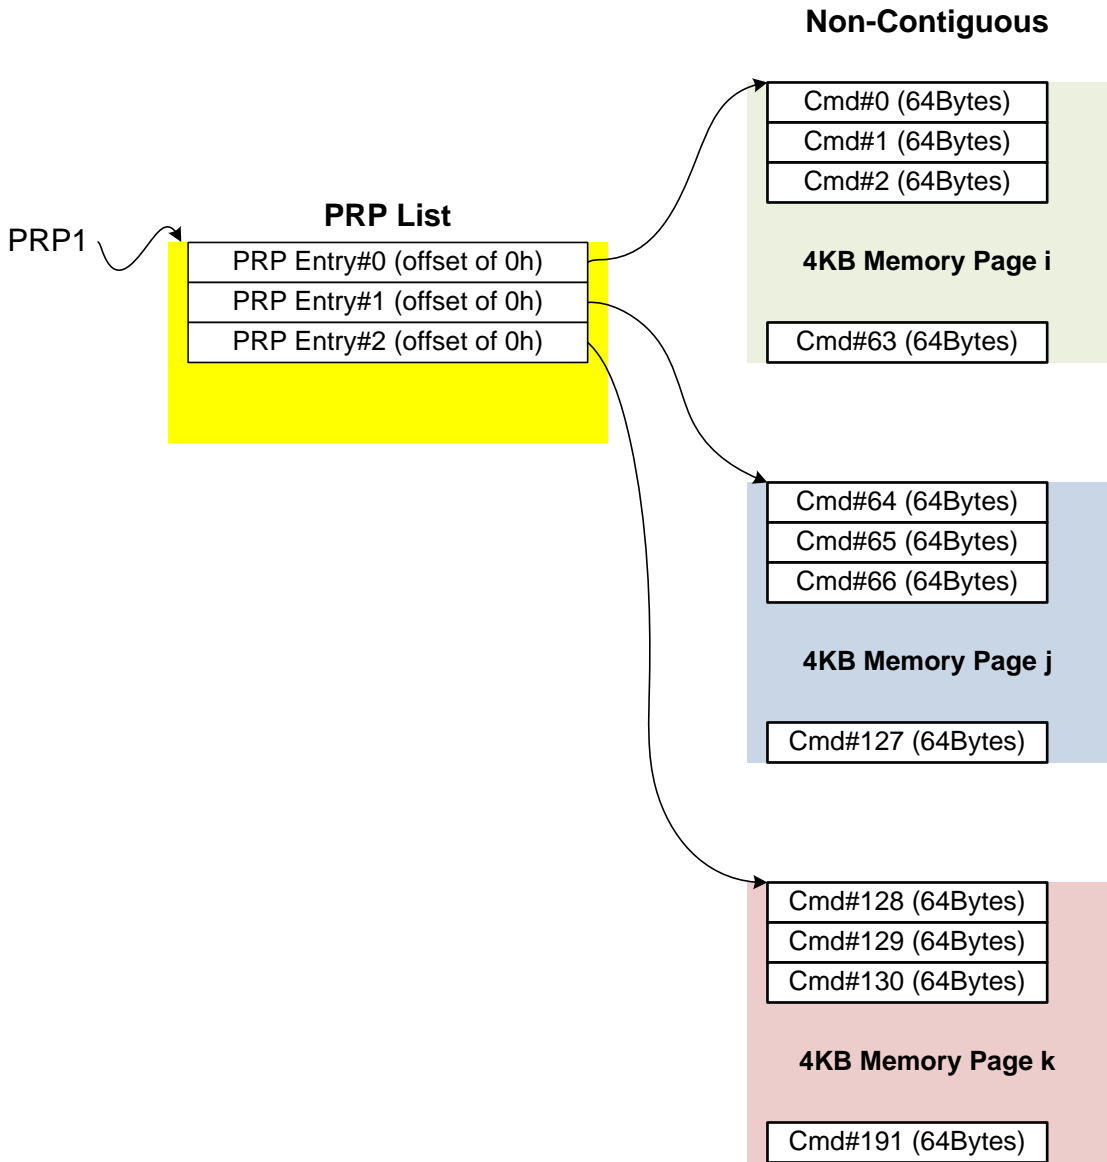 Non-Contiguous
Cmd#0 (64Bytes)
Cmd#1 (64Bytes)
Cmd#2 (64Bytes)
4KB Memory Page i
Cmd#63 (64Bytes)
PRP1
PRP List
PRP Entry#0 (offset of 0h)
PRP Entry#1 (offset of 0h)
PRP Entry#2 (offset of 0h)
Cmd#64 (64Bytes)
Cmd#65 (64Bytes)
Cmd#66 (64Bytes)
4KB Memory Page j
Cmd#127 (64Bytes)
Cmd#128 (64Bytes)
Cmd#129 (64Bytes)
Cmd#130 (64Bytes)
4KB Memory Page k
Cmd#191 (64Bytes)